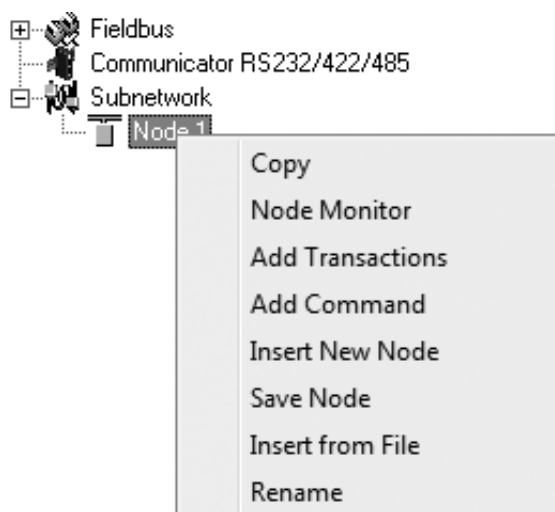 Fieldbus
Communicator RS232/422/485
Subnetwork
Node 1
Copy
Node Monitor
Add Transactions
Add Command
Insert New Node
Save Node
Insert from File
Rename